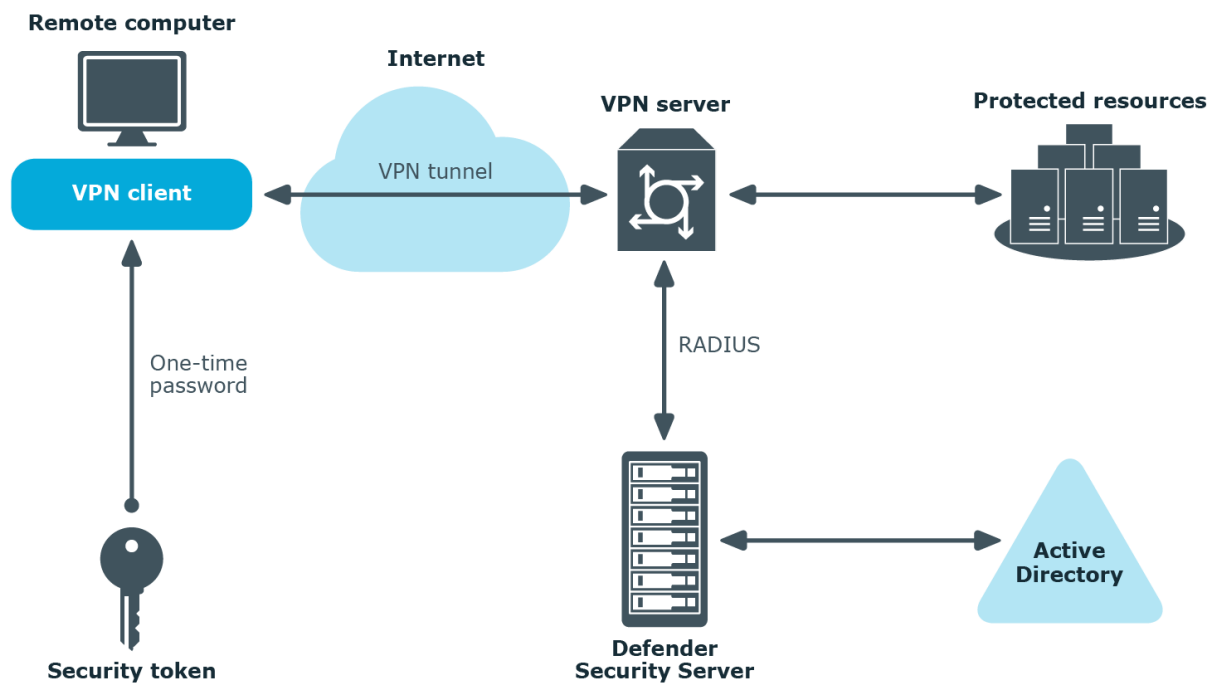 Remote computer
Internet
VPN server
Protected resources
VPN tunnel
VPN client
RADIUS
One-time
password
Active
Directory
Defender
Security Server
Security token